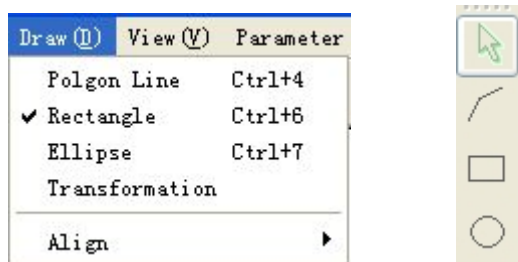 Draw(D) View(V) Parameter
Polgon Line Ctrl+4
✔ Rectangle Ctrl+6
Ellipse Ctrl+7
Transformation
Align